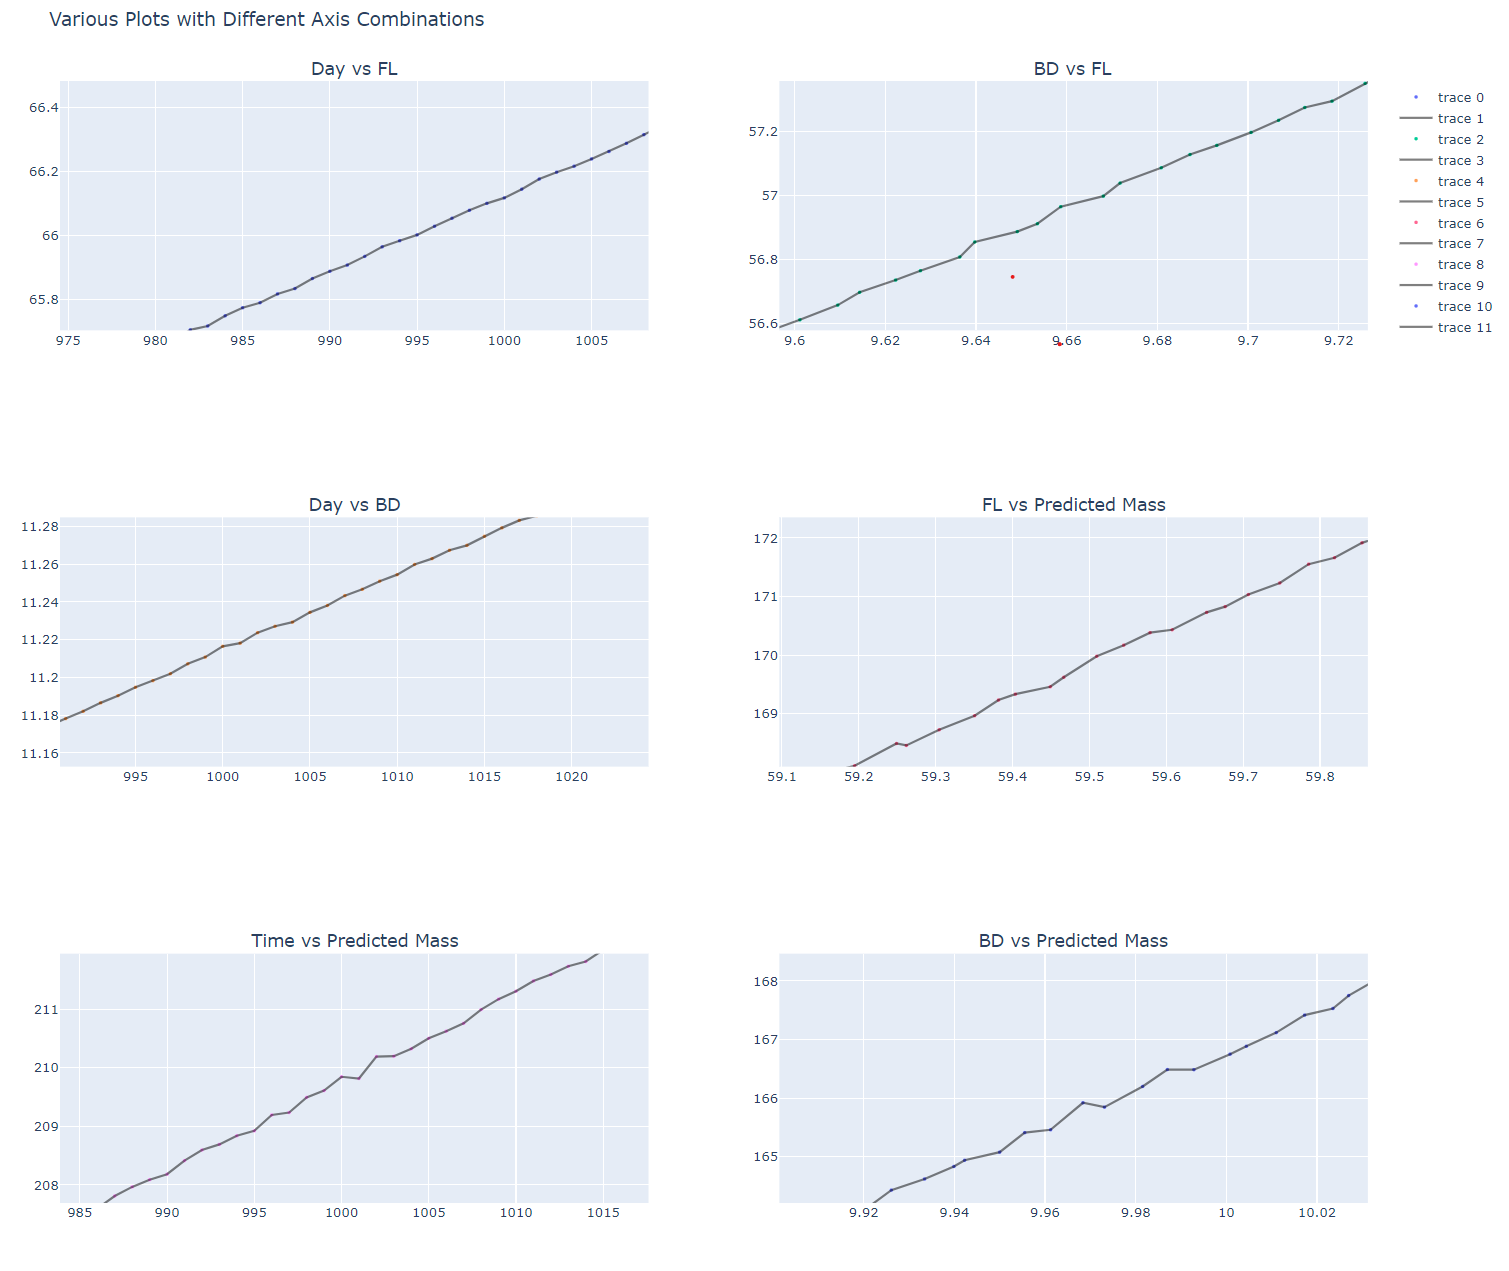 Various Plots with Different Axis Combinations
Day vs FL
66.4
66.2
66
65.8
975 980 985 990 995 1000 1005
BD vs FL
57.2
57
56.8
56.6
9.6 9.62 9.64 9.66 9.68 9.7 9.72
trace 0
trace 1
trace 2
trace 3
trace 4
trace 5
trace 6
trace 7
trace 8
trace 9
trace 10
trace 11
Day vs BD
11.28
11.26
11.24
11.22
11.2
11.18
11.16
995 1000 1005 1010 1015 1020
FL vs Predicted Mass
172
171
170
169
59.1 59.2 59.3 59.4 59.5 59.6 59.7 59.8
Time vs Predicted Mass
211
210
209
208
985 990 995 1000 1005 1010 1015
BD vs Predicted Mass
168
167
166
165
9.92 9.94 9.96 9.98 10 10.02